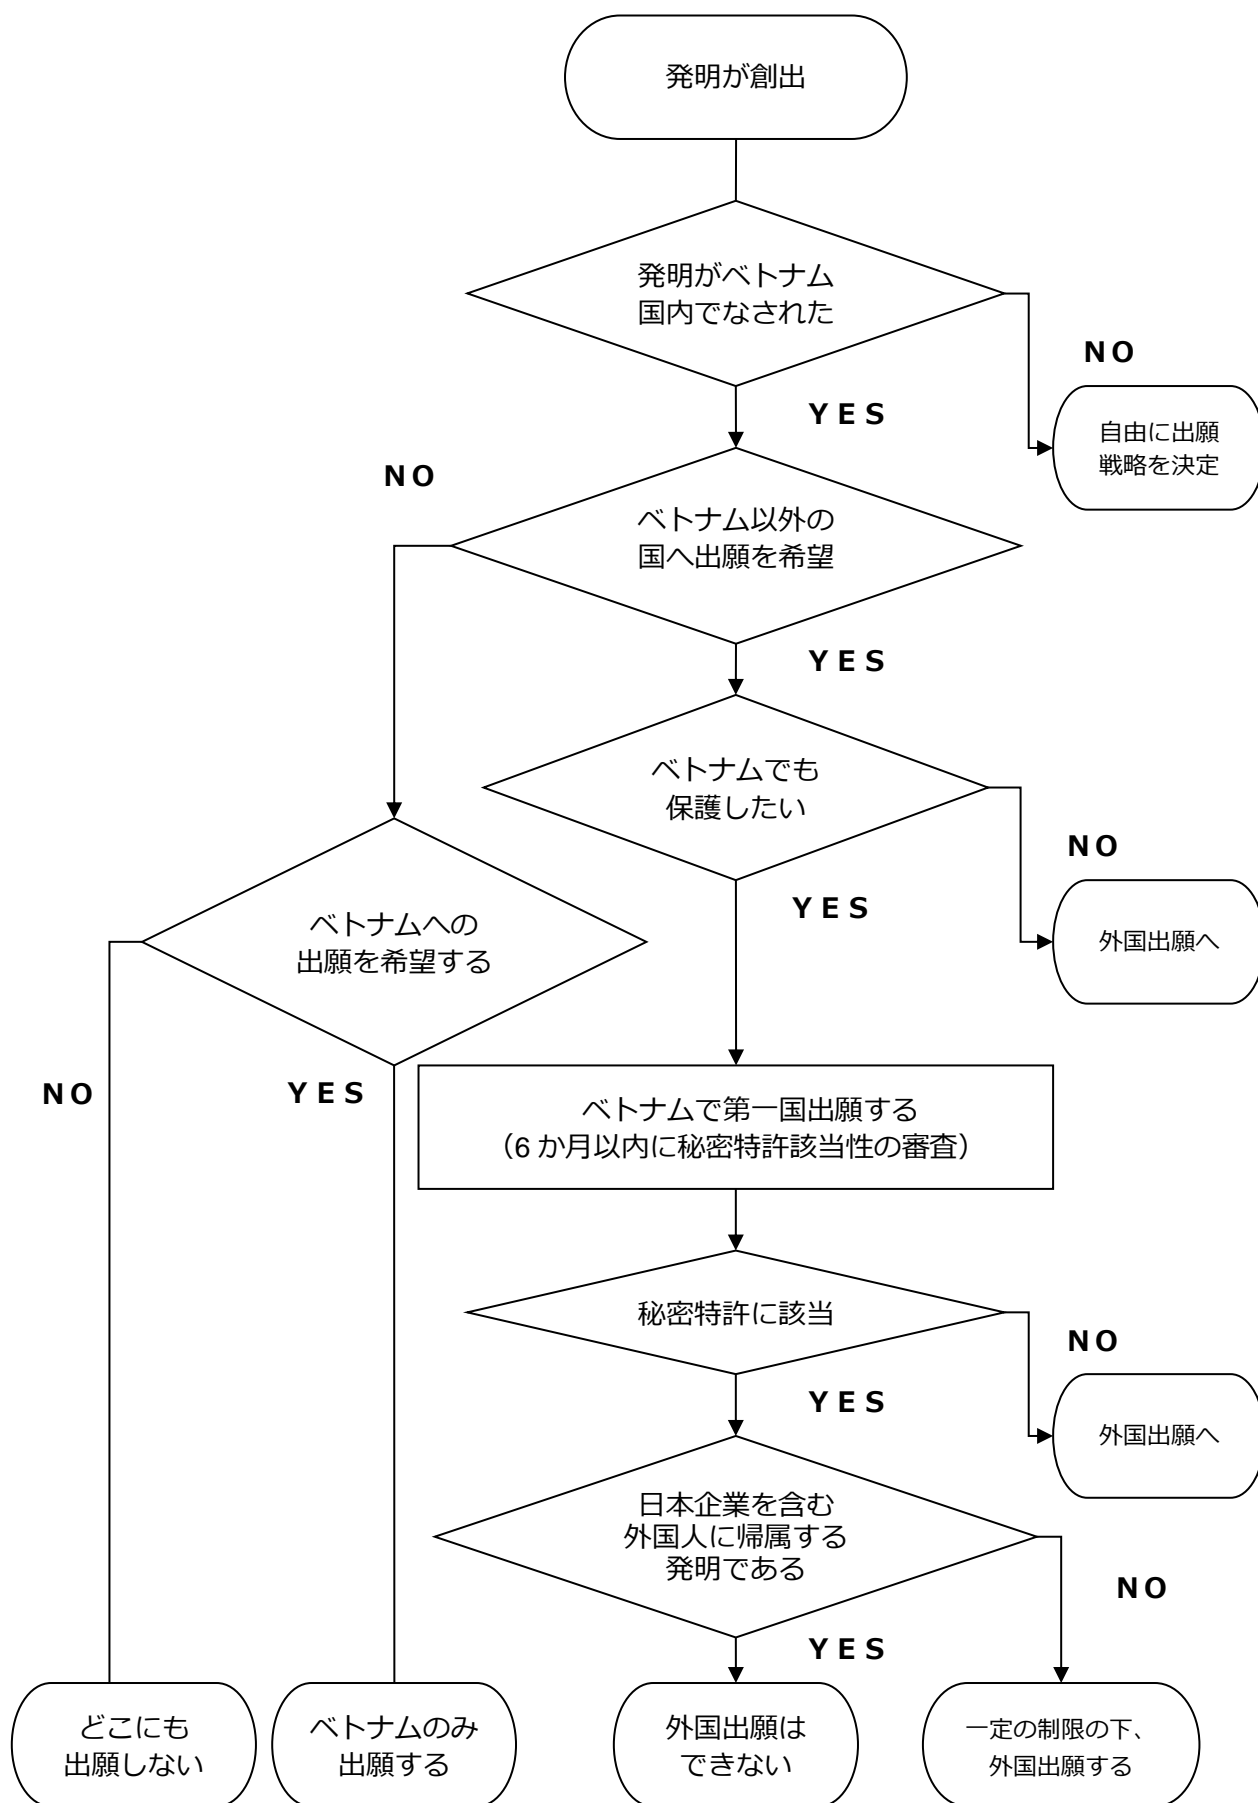 発明が創出
発明がベトナム
国内でなされた
NO
YES
自由に出願
戦略を決定
NO
ベトナム以外の
国へ出願を希望
YES
ベトナムでも
保護したい
NO
YES
ベトナムへの
出願を希望する
外国出願へ
NO
YES
ベトナムで第一国出願する
（6 か月以内に秘密特許該当性の審査）
秘密特許に該当
NO
YES
外国出願へ
日本企業を含む
外国人に帰属する
発明である
NO
YES
どこにも
出願しない
ベトナムのみ
出願する
外国出願は
できない
一定の制限の下、
外国出願する